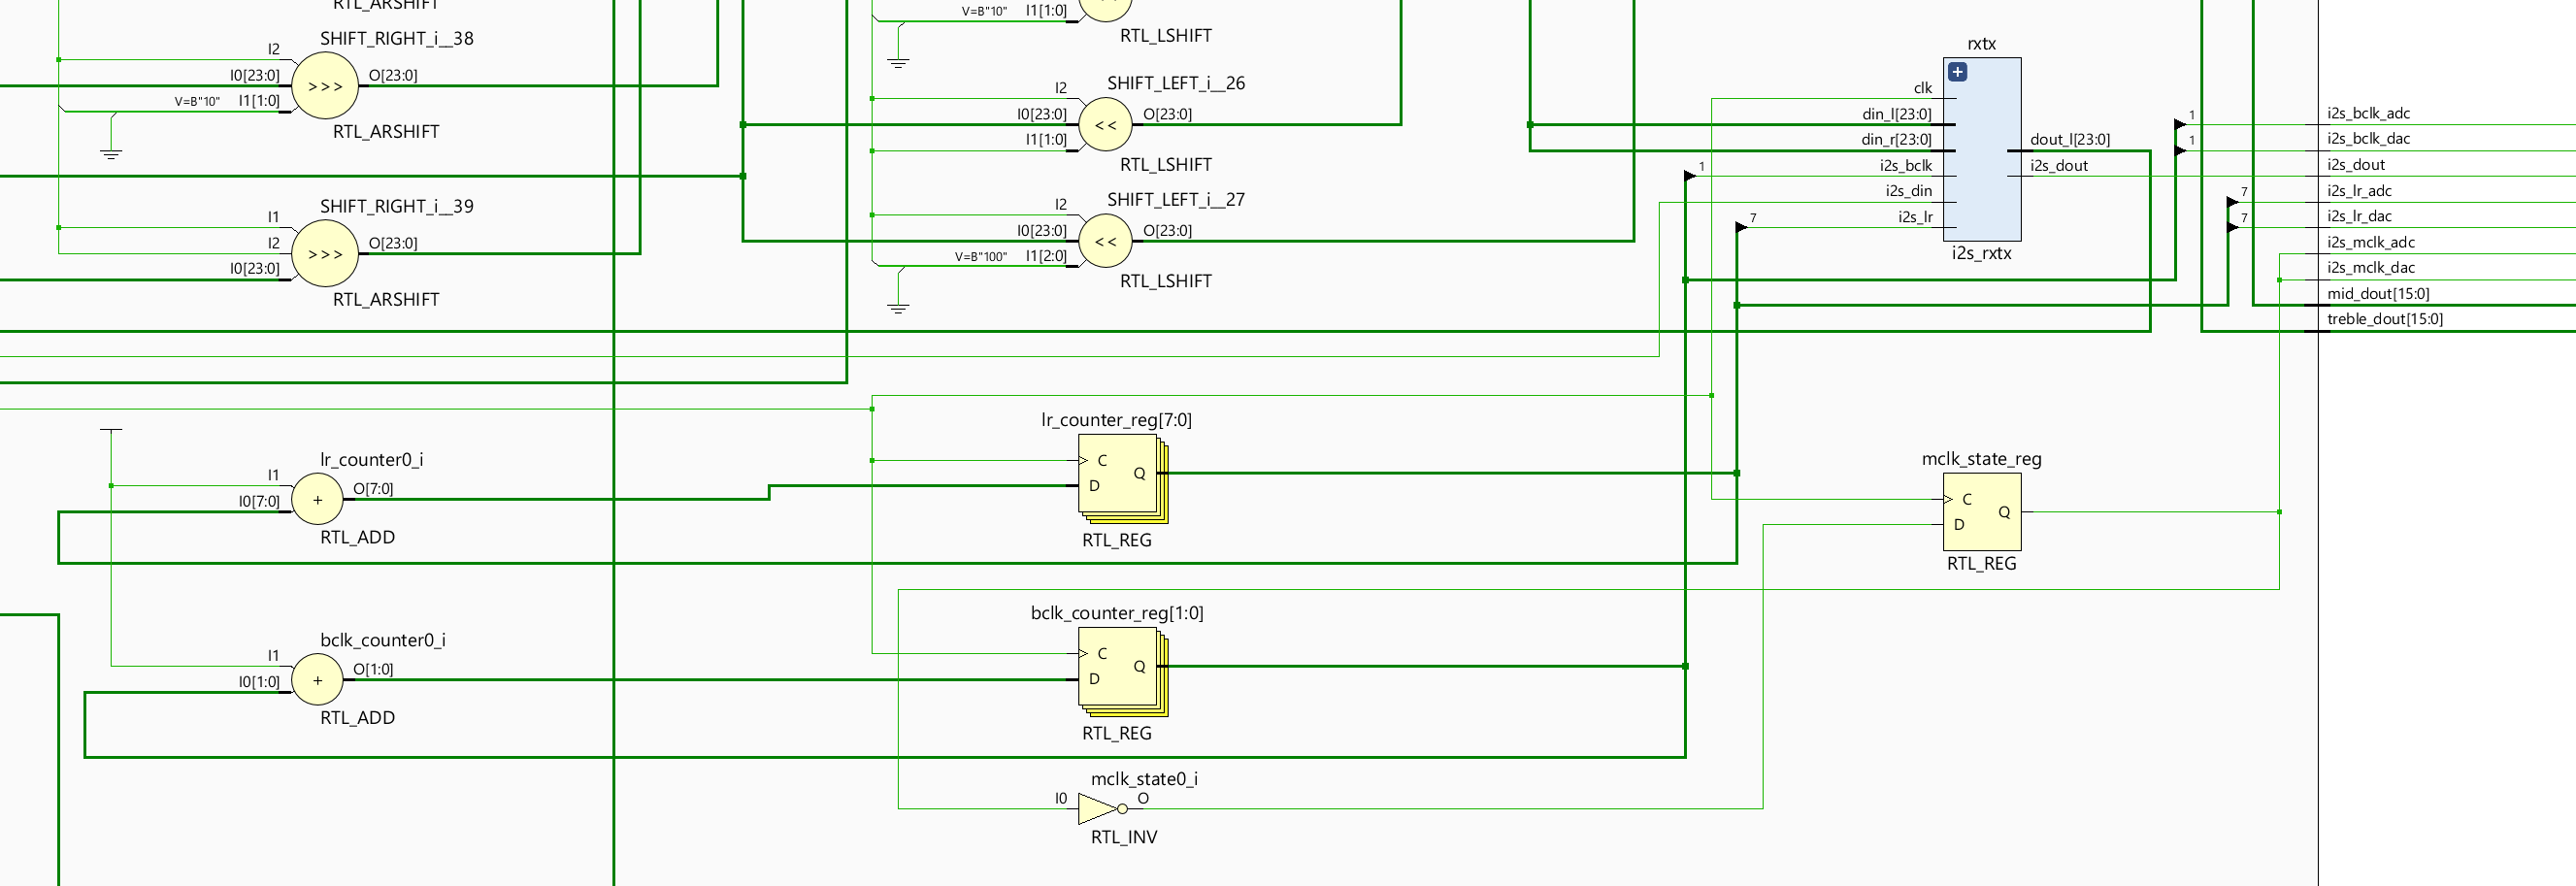 RTL_ARSHIFT
SHIFT_RIGHT_i__38
I2
I0[23:0]
V=B"10" I1[1:0]
>>>
O[23:0]
RTL_ARSHIFT
SHIFT_RIGHT_i__39
I1
I2
I0[23:0]
>>>
O[23:0]
RTL_ARSHIFT
V=B"10" I1[1:0]
RTL_LSHIFT
SHIFT_LEFT_i__26
I2
I0[23:0]
I1[1:0]
<<
O[23:0]
RTL_LSHIFT
SHIFT_LEFT_i__27
I2
I0[23:0]
V=B"100" I1[2:0]
<<
O[23:0]
RTL_LSHIFT
rxtx
+
clk
din_l[23:0]
din_r[23:0]
1
i2s_bclk
i2s_din
7
i2s_lr
dout_l[23:0]
i2s_dout
i2s_rxtx
1
i2s_bclk_adc
1
i2s_bclk_dac
i2s_dout
7
i2s_lr_adc
7
i2s_lr_dac
i2s_mclk_adc
i2s_mclk_dac
mid_dout[15:0]
treble_dout[15:0]
lr_counter0_i
I1
I0[7:0]
+
O[7:0]
RTL_ADD
lr_counter_reg[7:0]
C
D
Q
RTL_REG
mclk_state_reg
C
D
Q
RTL_REG
bclk_counter0_i
I1
I0[1:0]
+
O[1:0]
RTL_ADD
bclk_counter_reg[1:0]
C
D
Q
RTL_REG
mclk_state0_i
I0
O
RTL_INV